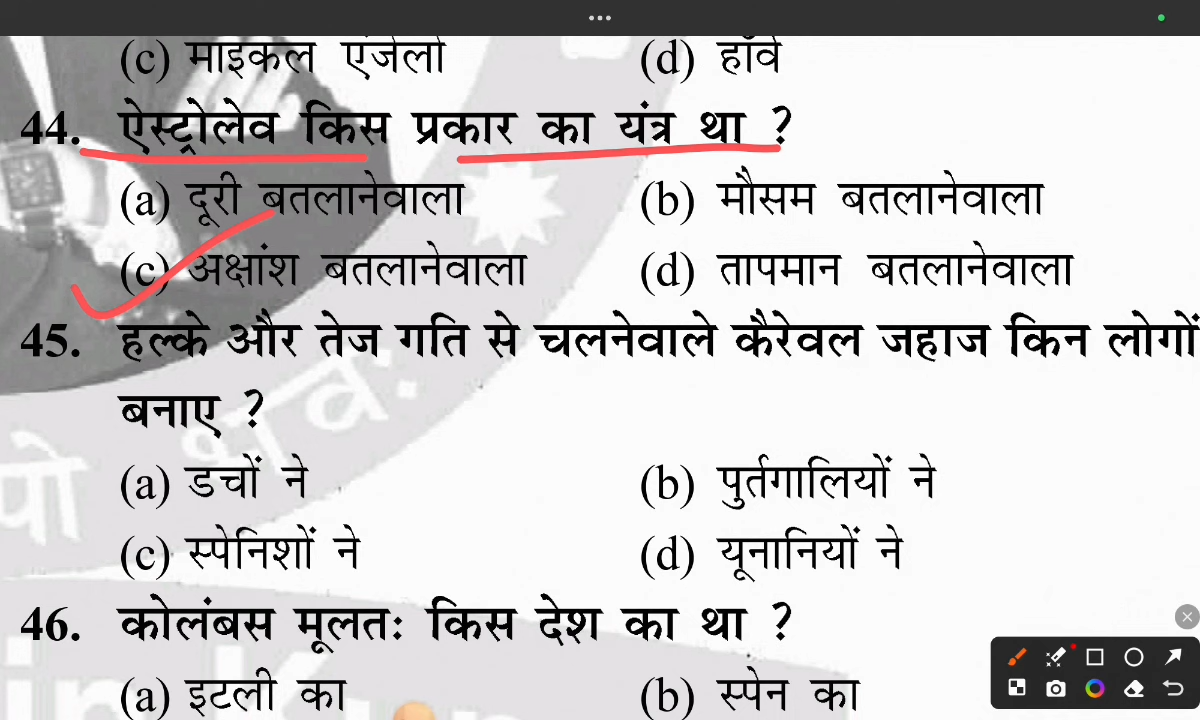 (c) माइकल एंजेलो (d) हॉवे
44. ऐस्ट्रोलेव किस प्रकार का यंत्र था ?
(a) दूरी बतलानेवाला (b) मौसम बतलानेवाला
(c) अक्षांश बतलानेवाला (d) तापमान बतलानेवाला
45. हल्के और तेज गति से चलनेवाले कैरेवल जहाज किन लोगों
बनाए ?
(a) डचों ने (b) पुर्तगालियों ने
(c) स्पेनिशों ने (d) यूनानियों ने
46. कोलंबस मूलतः किस देश का था ?
(a) इटली का (b) स्पेन का